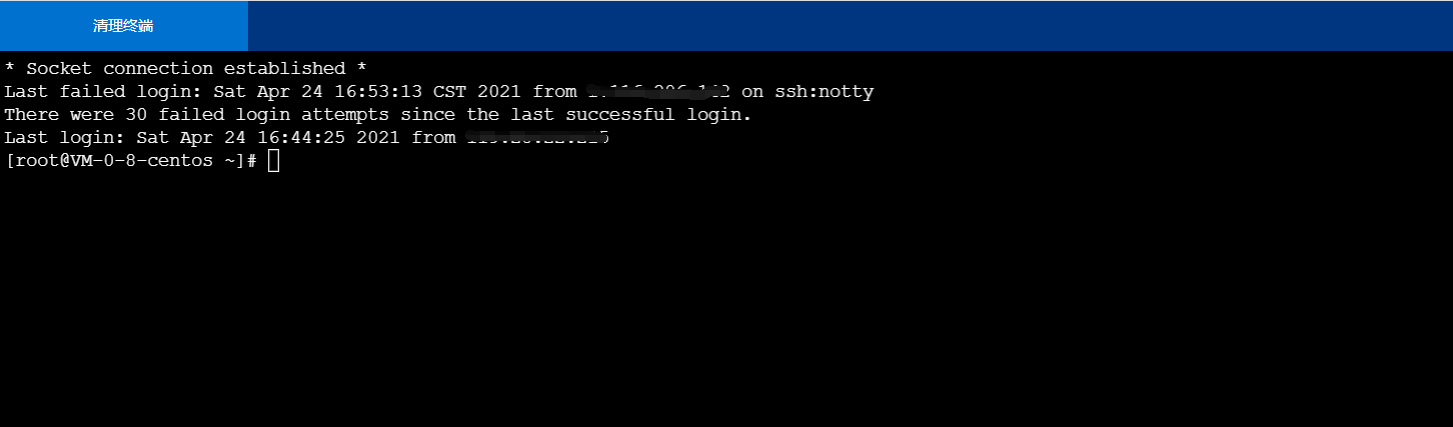 清理终端
* Socket connection established *
Last failed login: Sat Apr 24 16:53:13 CST 2021 from on ssh:notty
There were 30 failed login attempts since the last successful login.
Last login: Sat Apr 24 16:44:25 2021 from
[root@VM-0-8-centos ~]#